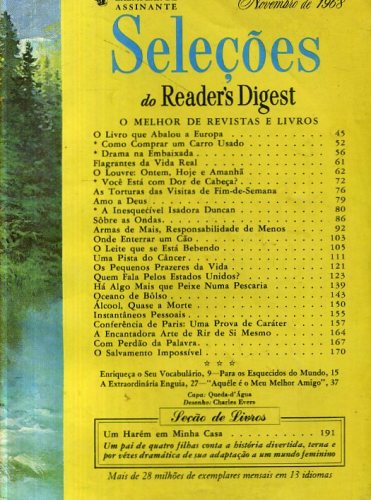 ASSINANTE
Novembro de 1968
Seleções
do Reader's Digest
O MELHOR DE REVISTAS E LIVROS
O Livro que Abalou a Europa . . . 45
* Como Comprar um Carro Usado . . . 52
* Drama na Embaixada . . . 56
Flagrantes da Vida Real . . . 61
O Louvre: Ontem, Hoje e Amanhã . . . 62
* Você Está com Dor de Cabeça? . . . 72
As Torturas das Visitas de Fim-de-Semana . . . 76
Amo a Deus . . . 79
* A Inesquecível Isadora Duncan . . . 80
Sôbre as Ondas . . . 86
Armas de Mais, Responsabilidade de Menos . . . 92
Onde Enterrar um Cão . . . 103
O Leite que se Está Bebendo . . . 105
Uma Pista do Câncer . . . 111
Os Pequenos Prazeres da Vida . . . 121
Quem Fala Pelos Estados Unidos? . . . 123
Há Algo Mais que Peixe Numa Pescaria . . . 139
Oceano de Bôlso . . . 143
Álcool, Quase a Morte . . . 150
Instantâneos Pessoais . . . 155
Conferência de Paris: Uma Prova de Caráter . . . 157
A Encantadora Arte de Rir de Si Mesmo . . . 164
Com Perdão da Palavra . . . 167
O Salvamento Impossível . . . 170
* * *
Enriqueça o Seu Vocabulário, 9—Para os Esquecidos do Mundo, 15
A Extraordinária Enguia, 27—"Aquêle é o Meu Melhor Amigo", 37
Capa: Queda-d'Água
Desenho: Charles Evers
Seção de Livros
Um Harém em Minha Casa . . . 191
Um pai de quatro filhas conta a história divertida, terna e
por vêzes dramática de sua adaptação a um mundo feminino
Mais de 28 milhões de exemplares mensais em 13 idiomas